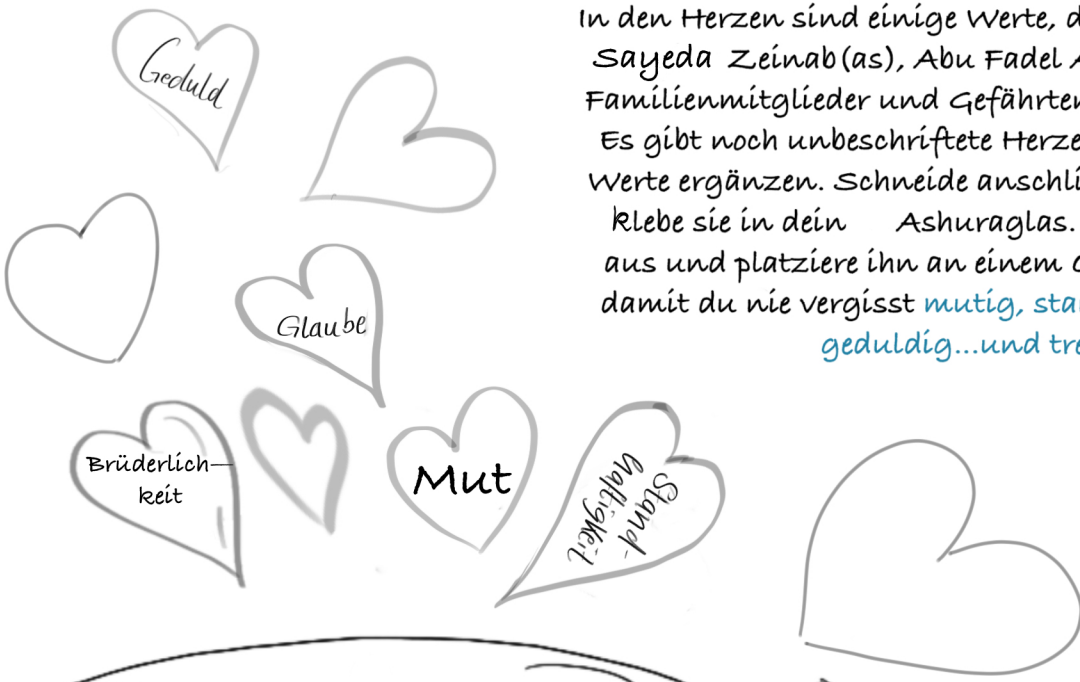 In den Herzen sind einige Werte, d
Sayeda Zeinab(as), Abu Fadel A
Familienmitglieder und Gefährten
Es gibt noch unbeschriftete Herze
Werte ergänzen. Schneide anschli
klebe sie in dein Ashuraglas.
aus und platziere ihn an einem
damit du nie vergisst mutig, sta
geduldig...und tre
Geduld
Glaube
Brüderlich-
keit
Mut
Stand-
haftigkeit